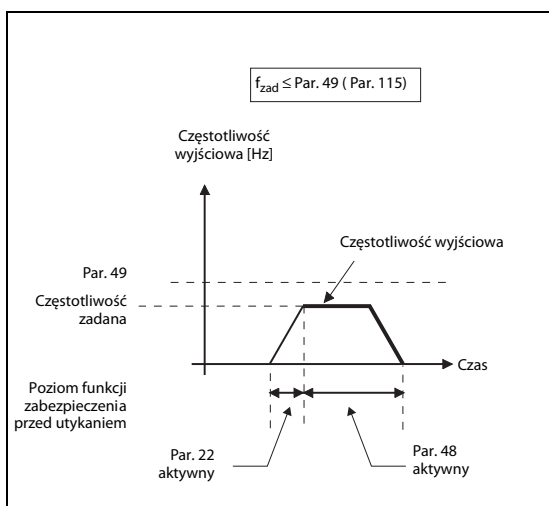 fzad ≤ Par. 49 ( Par. 115)
Częstotliwość
wyjściowa [Hz]
Częstotliwość wyjściowa
Par. 49
Częstotliwość
zadana
Czas
Poziom funkcji
zabezpieczenia
przed utykaniem
Par. 22
aktywny
Par. 48
aktywny